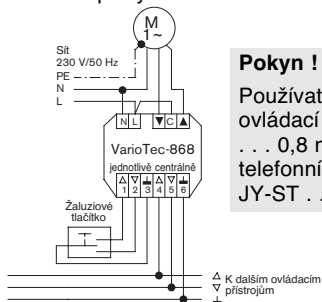 M
1~
Síť
230 V/50 Hz
PE
N
L
N L C
VarioTec-868
jednotlivě centrálně
1 2 3 4 5 6
Žaluziové
tlačítko
K dalším ovládacím
přístrojům
Pokyn !
Používat
ovládací
. . . 0,8 m
telefonní
JY-ST . .